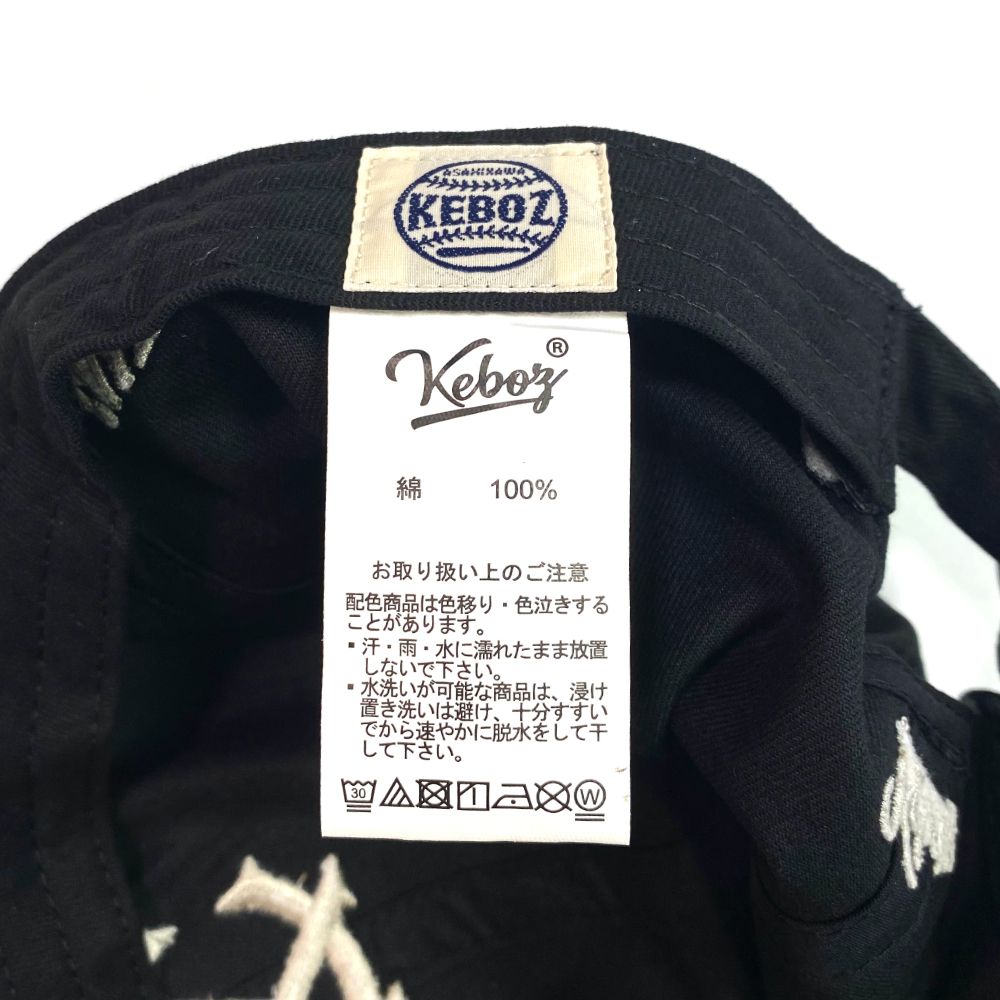 ASAHIKAWA
KEBOZ
Keboz®
綿 100%
お取り扱い上のご注意
配色商品は色移り・色泣きする
ことがあります。
▪汗・雨・水に濡れたまま放置
しないで下さい。
▪水洗いが可能な商品は、浸け
置き洗いは避け、十分すすい
でから速やかに脱水をして干
して下さい。
30 W